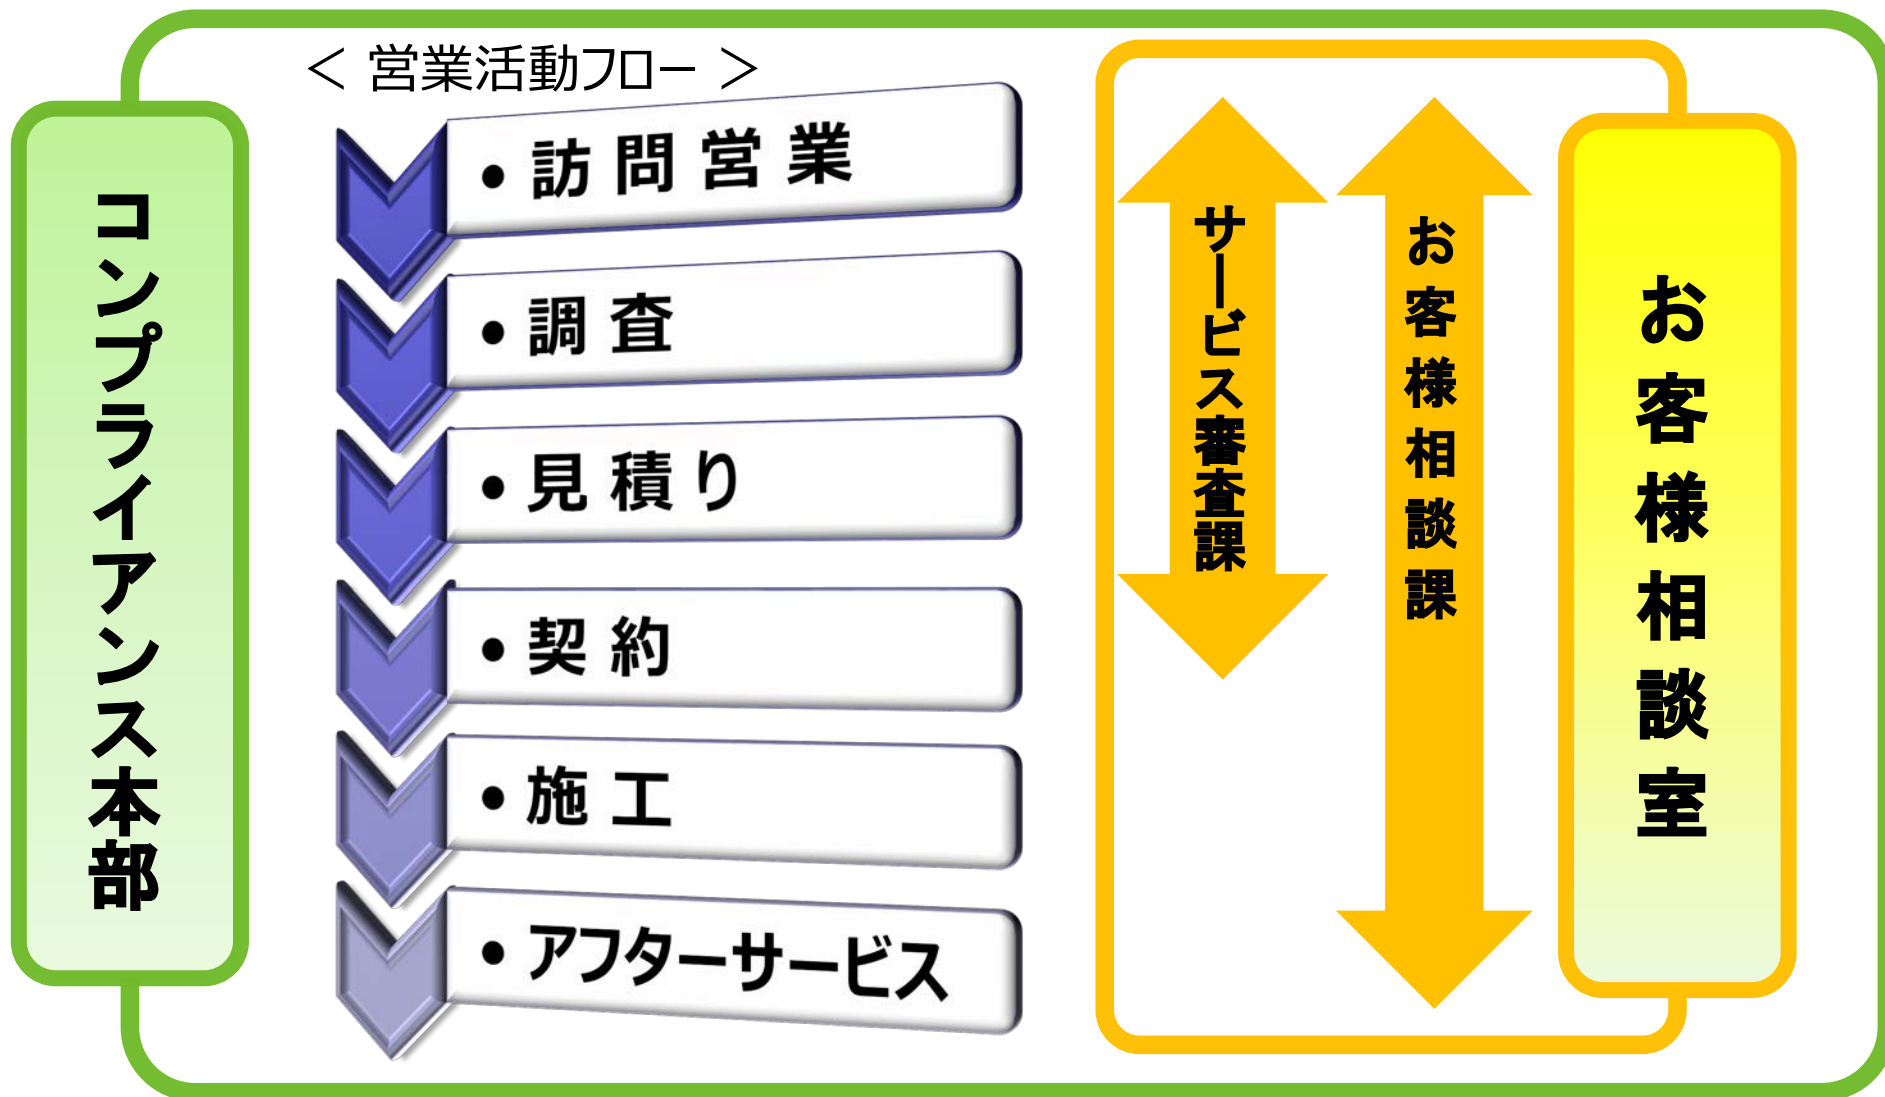 ＜ 営業活動フロー ＞
コンプライアンス本部
• 訪問営業
• 調査
• 見積り
• 契約
• 施工
• アフターサービス
サービス審査課
お客様相談課
お客様相談室